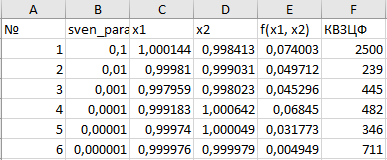 A B C D E F
№ sven_para x1 x2 f(x1, x2) КВЗЦФ
1 0,1 1,000144 0,998413 0,074003 2500
2 0,01 0,99981 0,999031 0,049712 239
3 0,001 0,997959 0,998023 0,045296 445
4 0,0001 0,999183 1,000642 0,06845 482
5 0,00001 0,99974 1,000049 0,031773 346
6 0,000001 0,999976 0,999979 0,004949 711